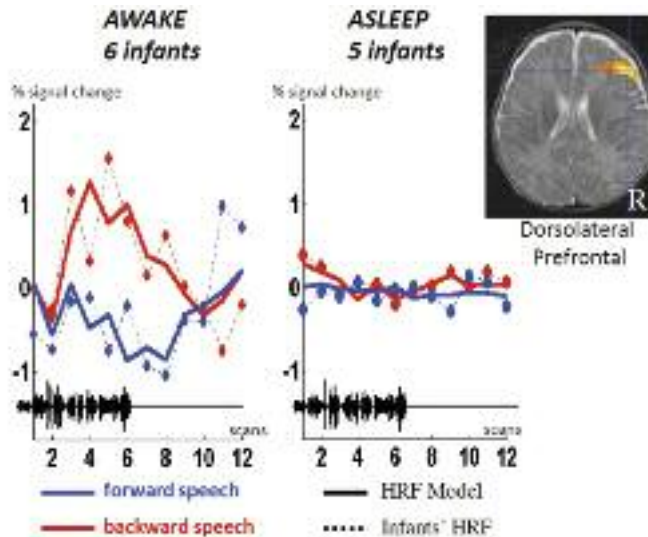 AWAKE
6 infants
ASLEEP
5 infants
% signal change
% signal change
2
1
0
-1
2
1
0
-1
R
Dorsolateral
Prefrontal
scans
scans
2 4 6 8 10 12
2 4 6 8 10 12
forward speech
HRF Model
backward speech
Infants' HRF